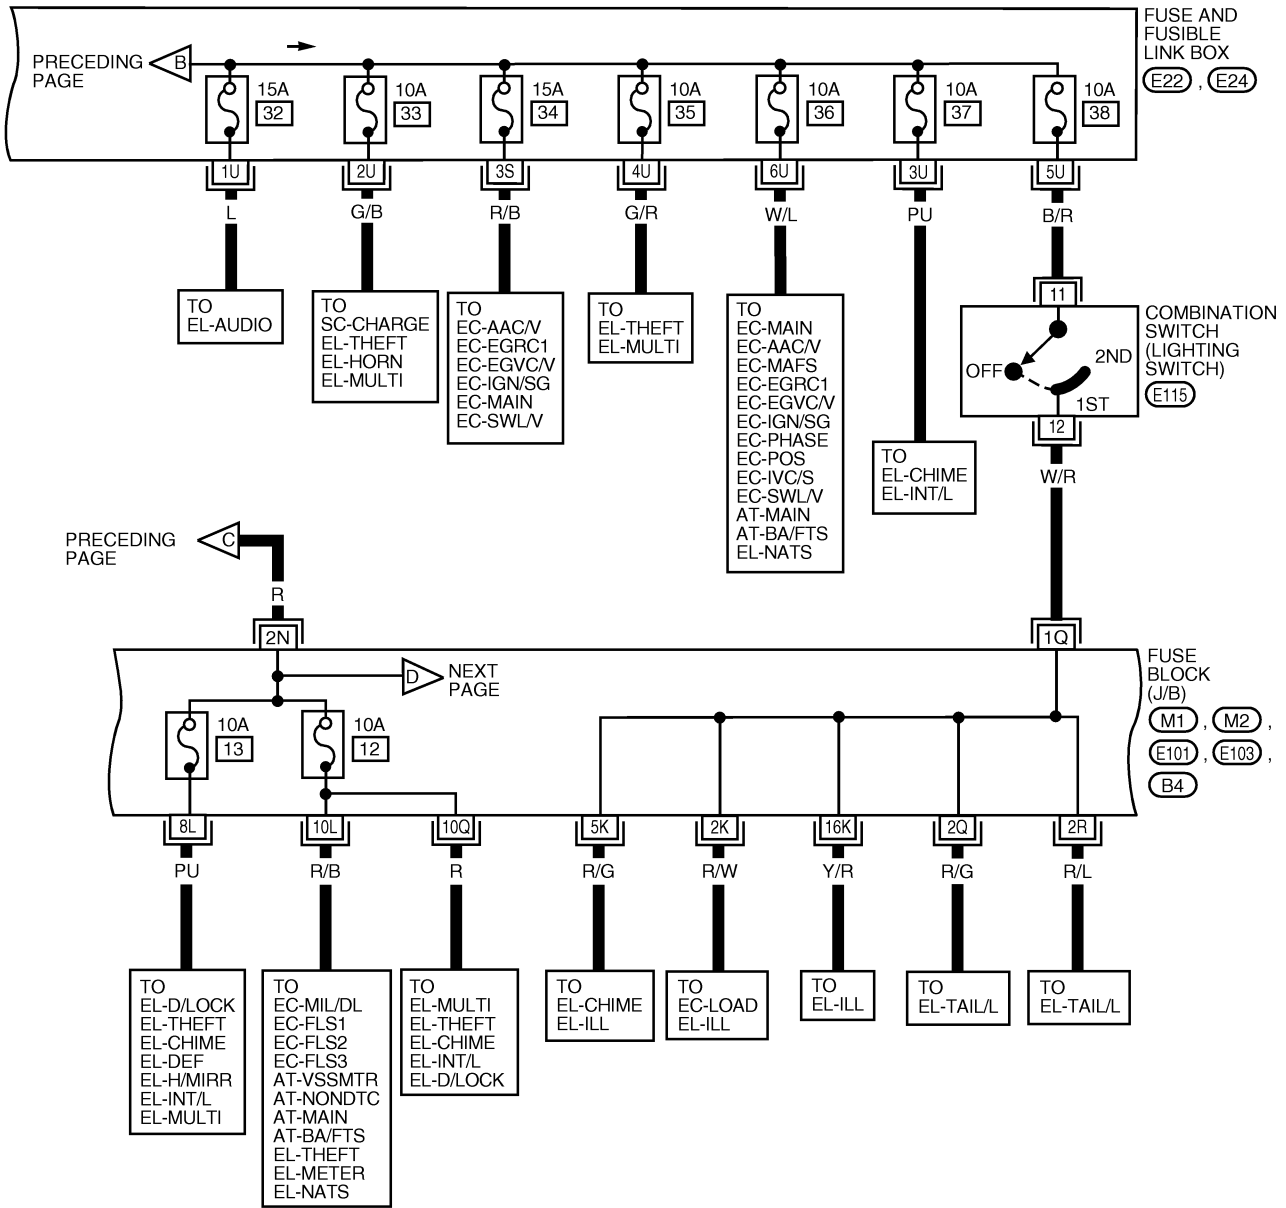 FUSE AND
FUSIBLE
LINK BOX
E22 , E24
PRECEDING
PAGE
B
15A
32
10A
33
15A
34
10A
35
10A
36
10A
37
10A
38
1U
2U
3S
4U
6U
3U
5U
L
G/B
R/B
G/R
W/L
PU
B/R
TO
EL-AUDIO
TO
SC-CHARGE
EL-THEFT
EL-HORN
EL-MULTI
TO
EC-AAC/V
EC-EGRC1
EC-EGVC/V
EC-IGN/SG
EC-MAIN
EC-SWL/V
TO
EL-THEFT
EL-MULTI
TO
EC-MAIN
EC-AAC/V
EC-MAFS
EC-EGRC1
EC-EGVC/V
EC-IGN/SG
EC-PHASE
EC-POS
EC-IVC/S
EC-SWL/V
AT-MAIN
AT-BA/FTS
EL-NATS
TO
EL-CHIME
EL-INT/L
11
OFF
2ND
1ST
12
COMBINATION
SWITCH
(LIGHTING
SWITCH)
E115
W/R
PRECEDING
PAGE
C
R
2N
1Q
D
NEXT
PAGE
FUSE
BLOCK
(J/B)
M1 , M2 ,
E101 , E103 ,
B4
10A
13
10A
12
8L
10L
10Q
5K
2K
16K
2Q
2R
PU
R/B
R
R/G
R/W
Y/R
R/G
R/L
TO
EL-D/LOCK
EL-THEFT
EL-CHIME
EL-DEF
EL-H/MIRR
EL-INT/L
EL-MULTI
TO
EC-MIL/DL
EC-FLS1
EC-FLS2
EC-FLS3
AT-VSSMTR
AT-NONDTC
AT-MAIN
AT-BA/FTS
EL-THEFT
EL-METER
EL-NATS
TO
EL-MULTI
EL-THEFT
EL-CHIME
EL-INT/L
EL-D/LOCK
TO
EL-CHIME
EL-ILL
TO
EC-LOAD
EL-ILL
TO
EL-ILL
TO
EL-TAIL/L
TO
EL-TAIL/L